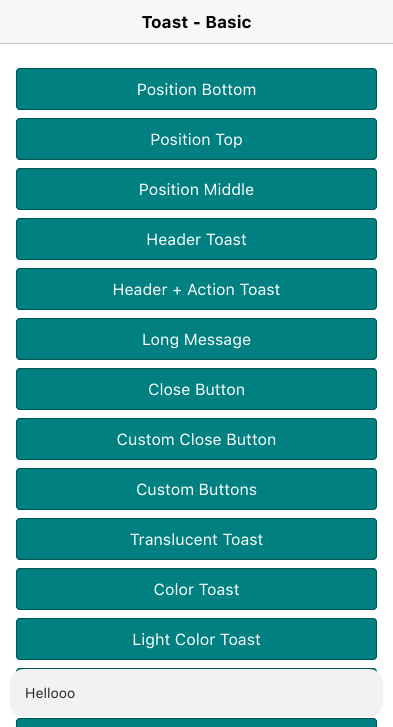 Toast - Basic
Position Bottom
Position Top
Position Middle
Header Toast
Header + Action Toast
Long Message
Close Button
Custom Close Button
Custom Buttons
Translucent Toast
Color Toast
Light Color Toast
Hellooo